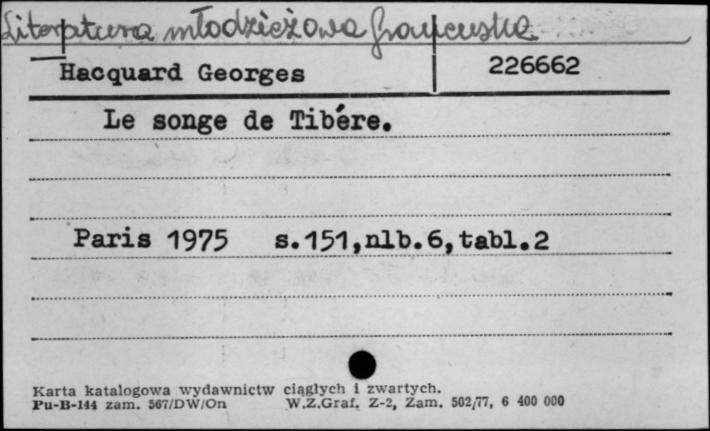 Literatura młodzieżowa francuska
Hacquard Georges 226662
Le songe de Tibére.
Paris 1975 s.151,nlb.6,tabl.2
Karta katalogowa wydawnictw ciągłych i zwartych.
Pu-B-144 zam. 567/DW/On W.Z.Graf. Z-2, Zam. 502/77, 6 400 000